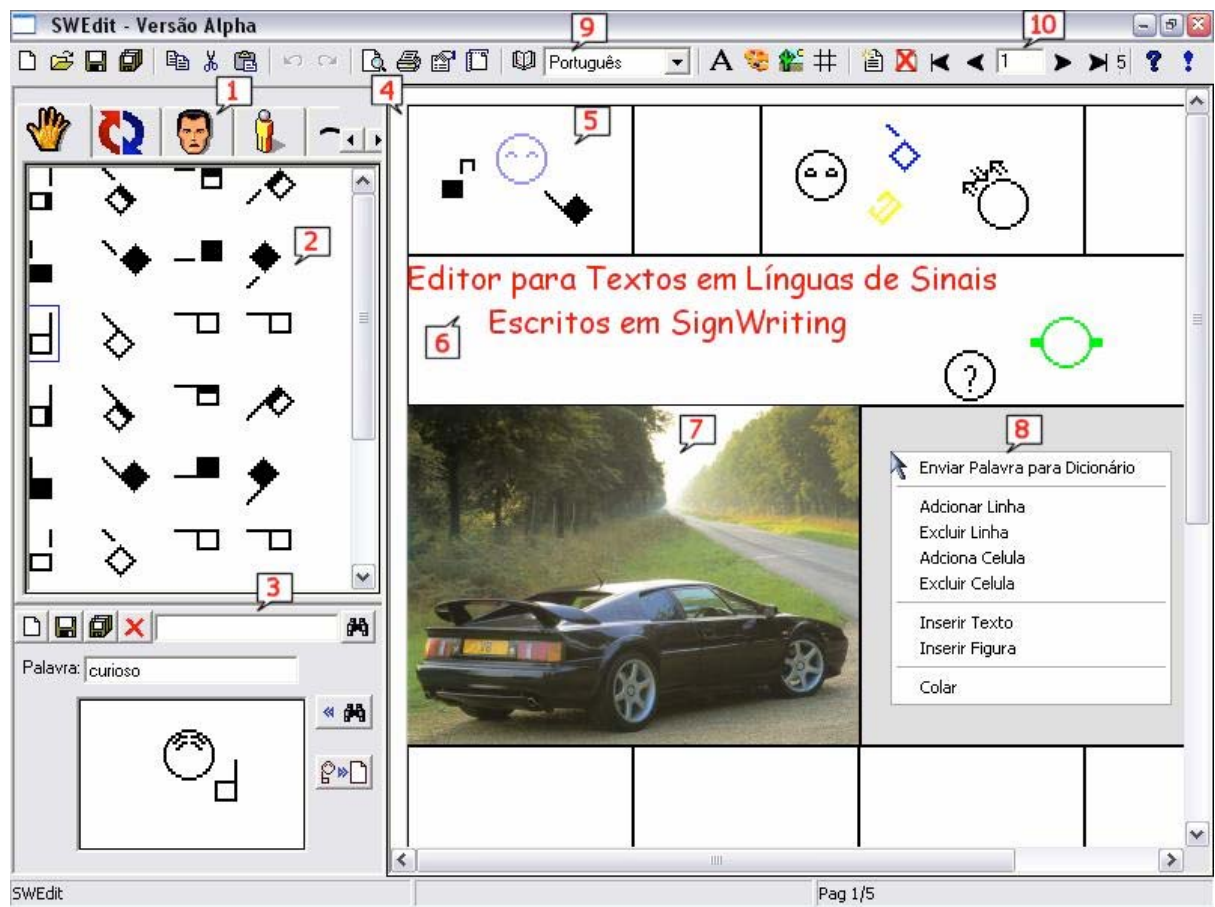 SWEdit - Versão Alpha
9
10
Português
A
1
5
?
!
1
4
5
2
Editor para Textos em Línguas de Sinais
6
Escritos em SignWriting
?
7
8
Enviar Palavra para Dicionário
Adcionar Linha
Excluir Linha
Adciona Celula
Excluir Celula
Inserir Texto
Inserir Figura
Colar
3
Palavra:
curioso
SWEdit
Pag 1/5